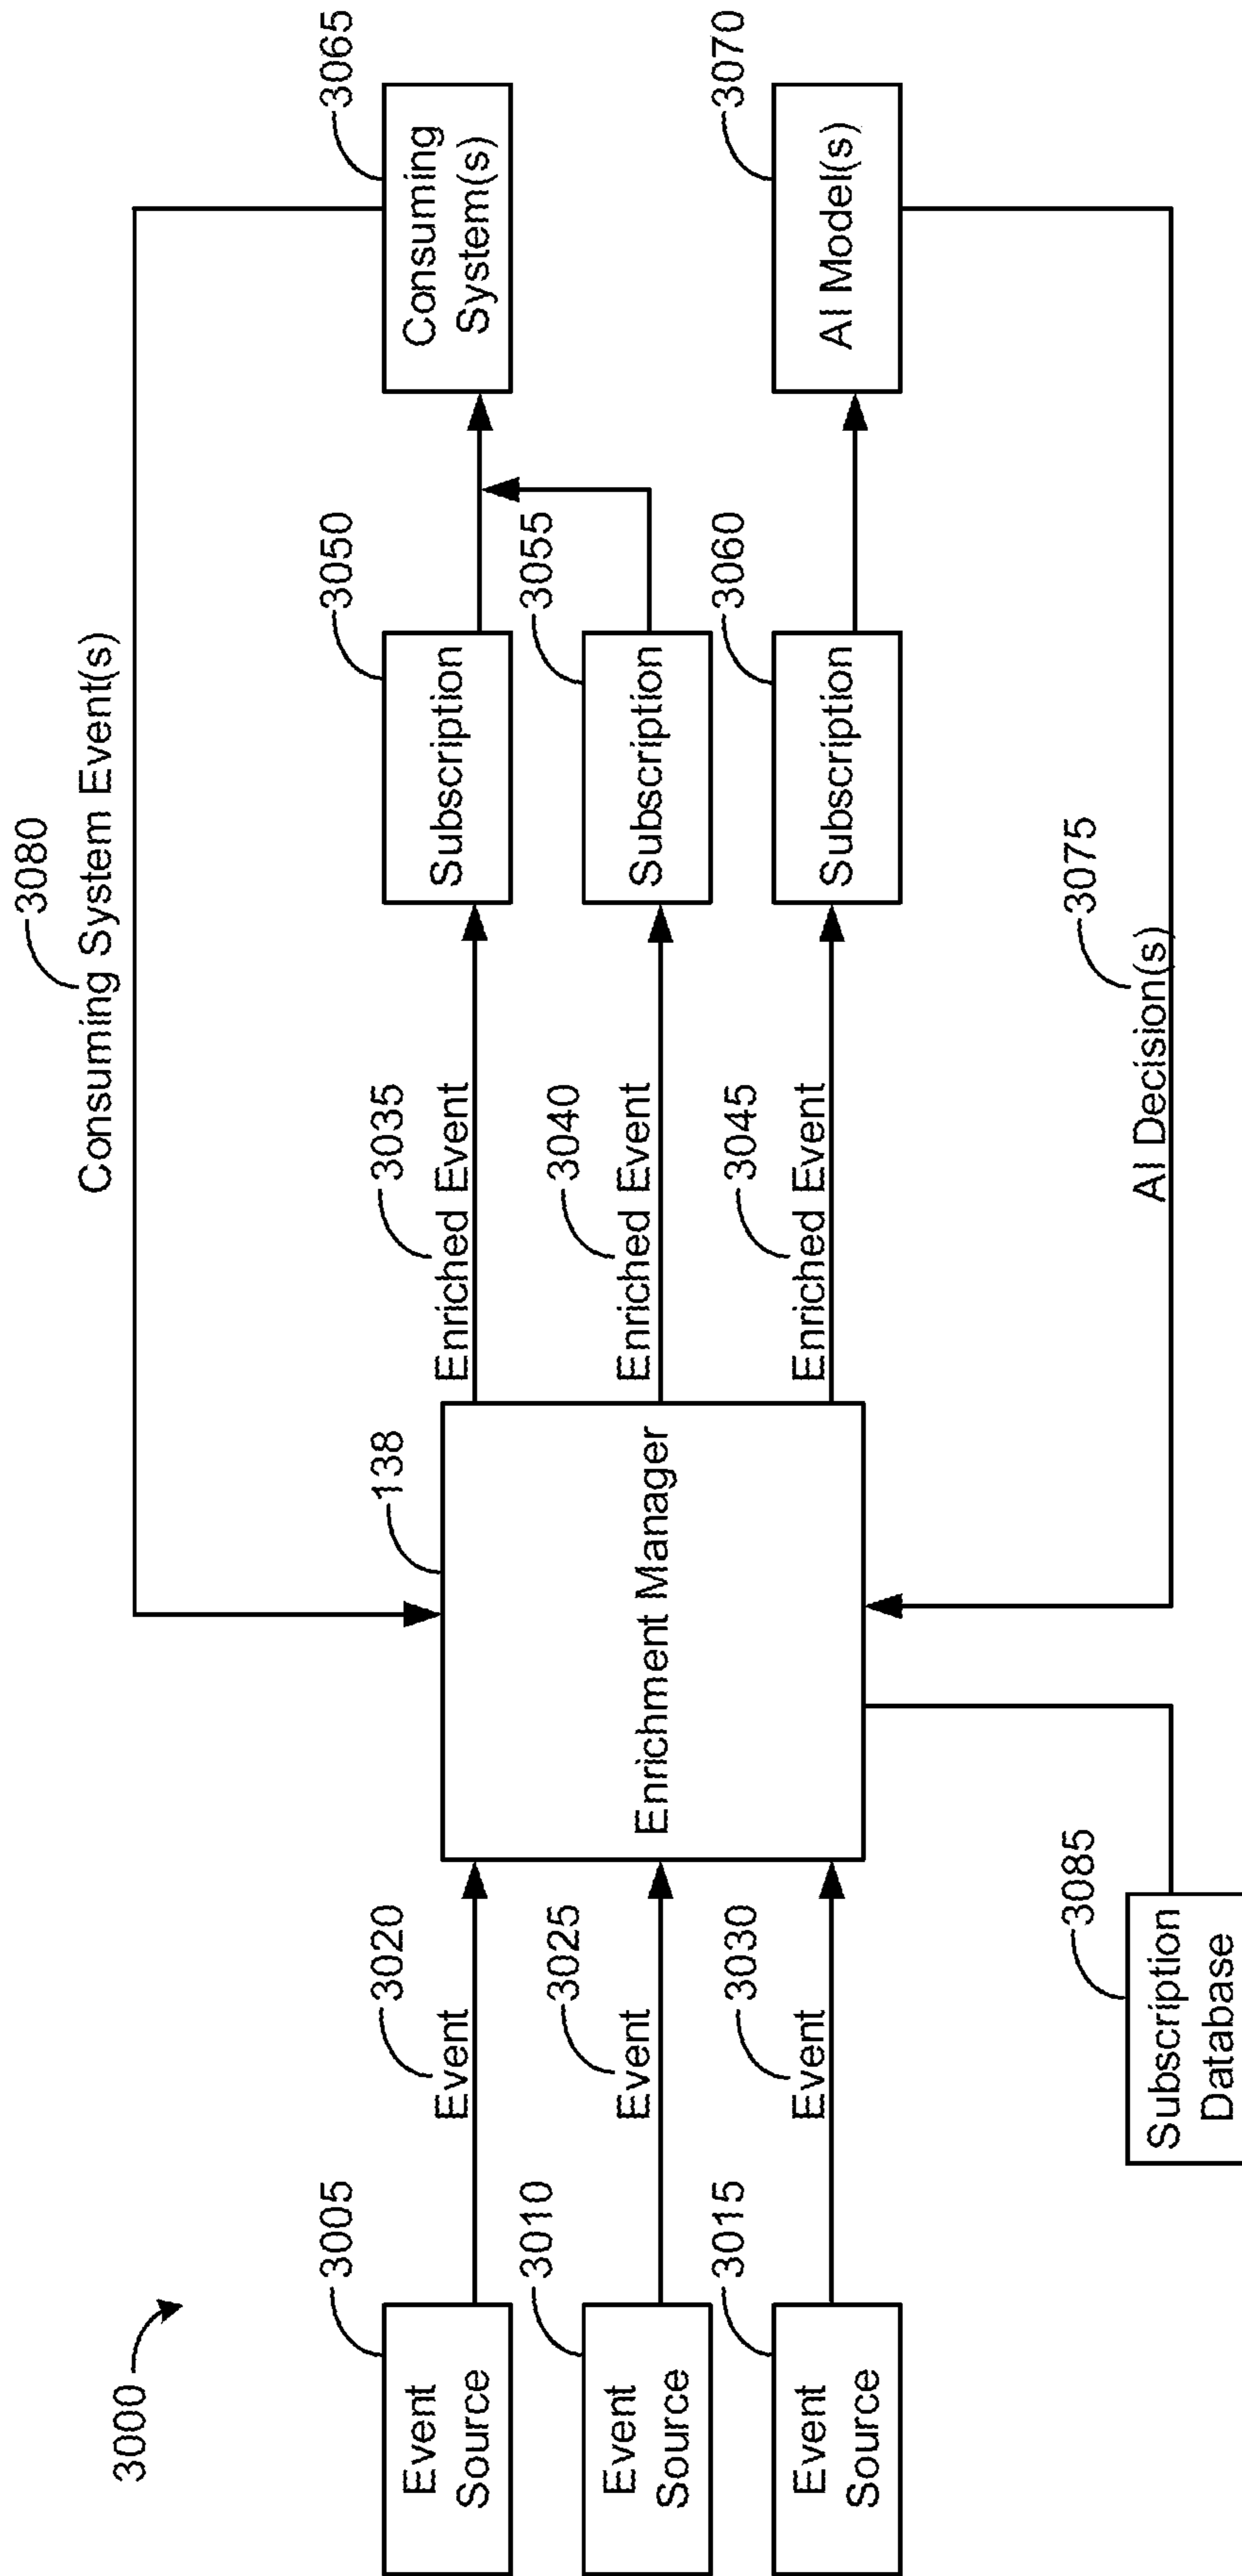 3000
3080
Consuming System Event(s)
3005
Event
Source
3020
Event
138
Enrichment Manager
3035
Enriched Event
3050
Subscription
3065
Consuming
System(s)
3010
Event
Source
3025
Event
3040
Enriched Event
3055
Subscription
3015
Event
Source
3030
Event
3045
Enriched Event
3060
Subscription
3070
AI Model(s)
3085
Subscription
Database
3075
AI Decision(s)